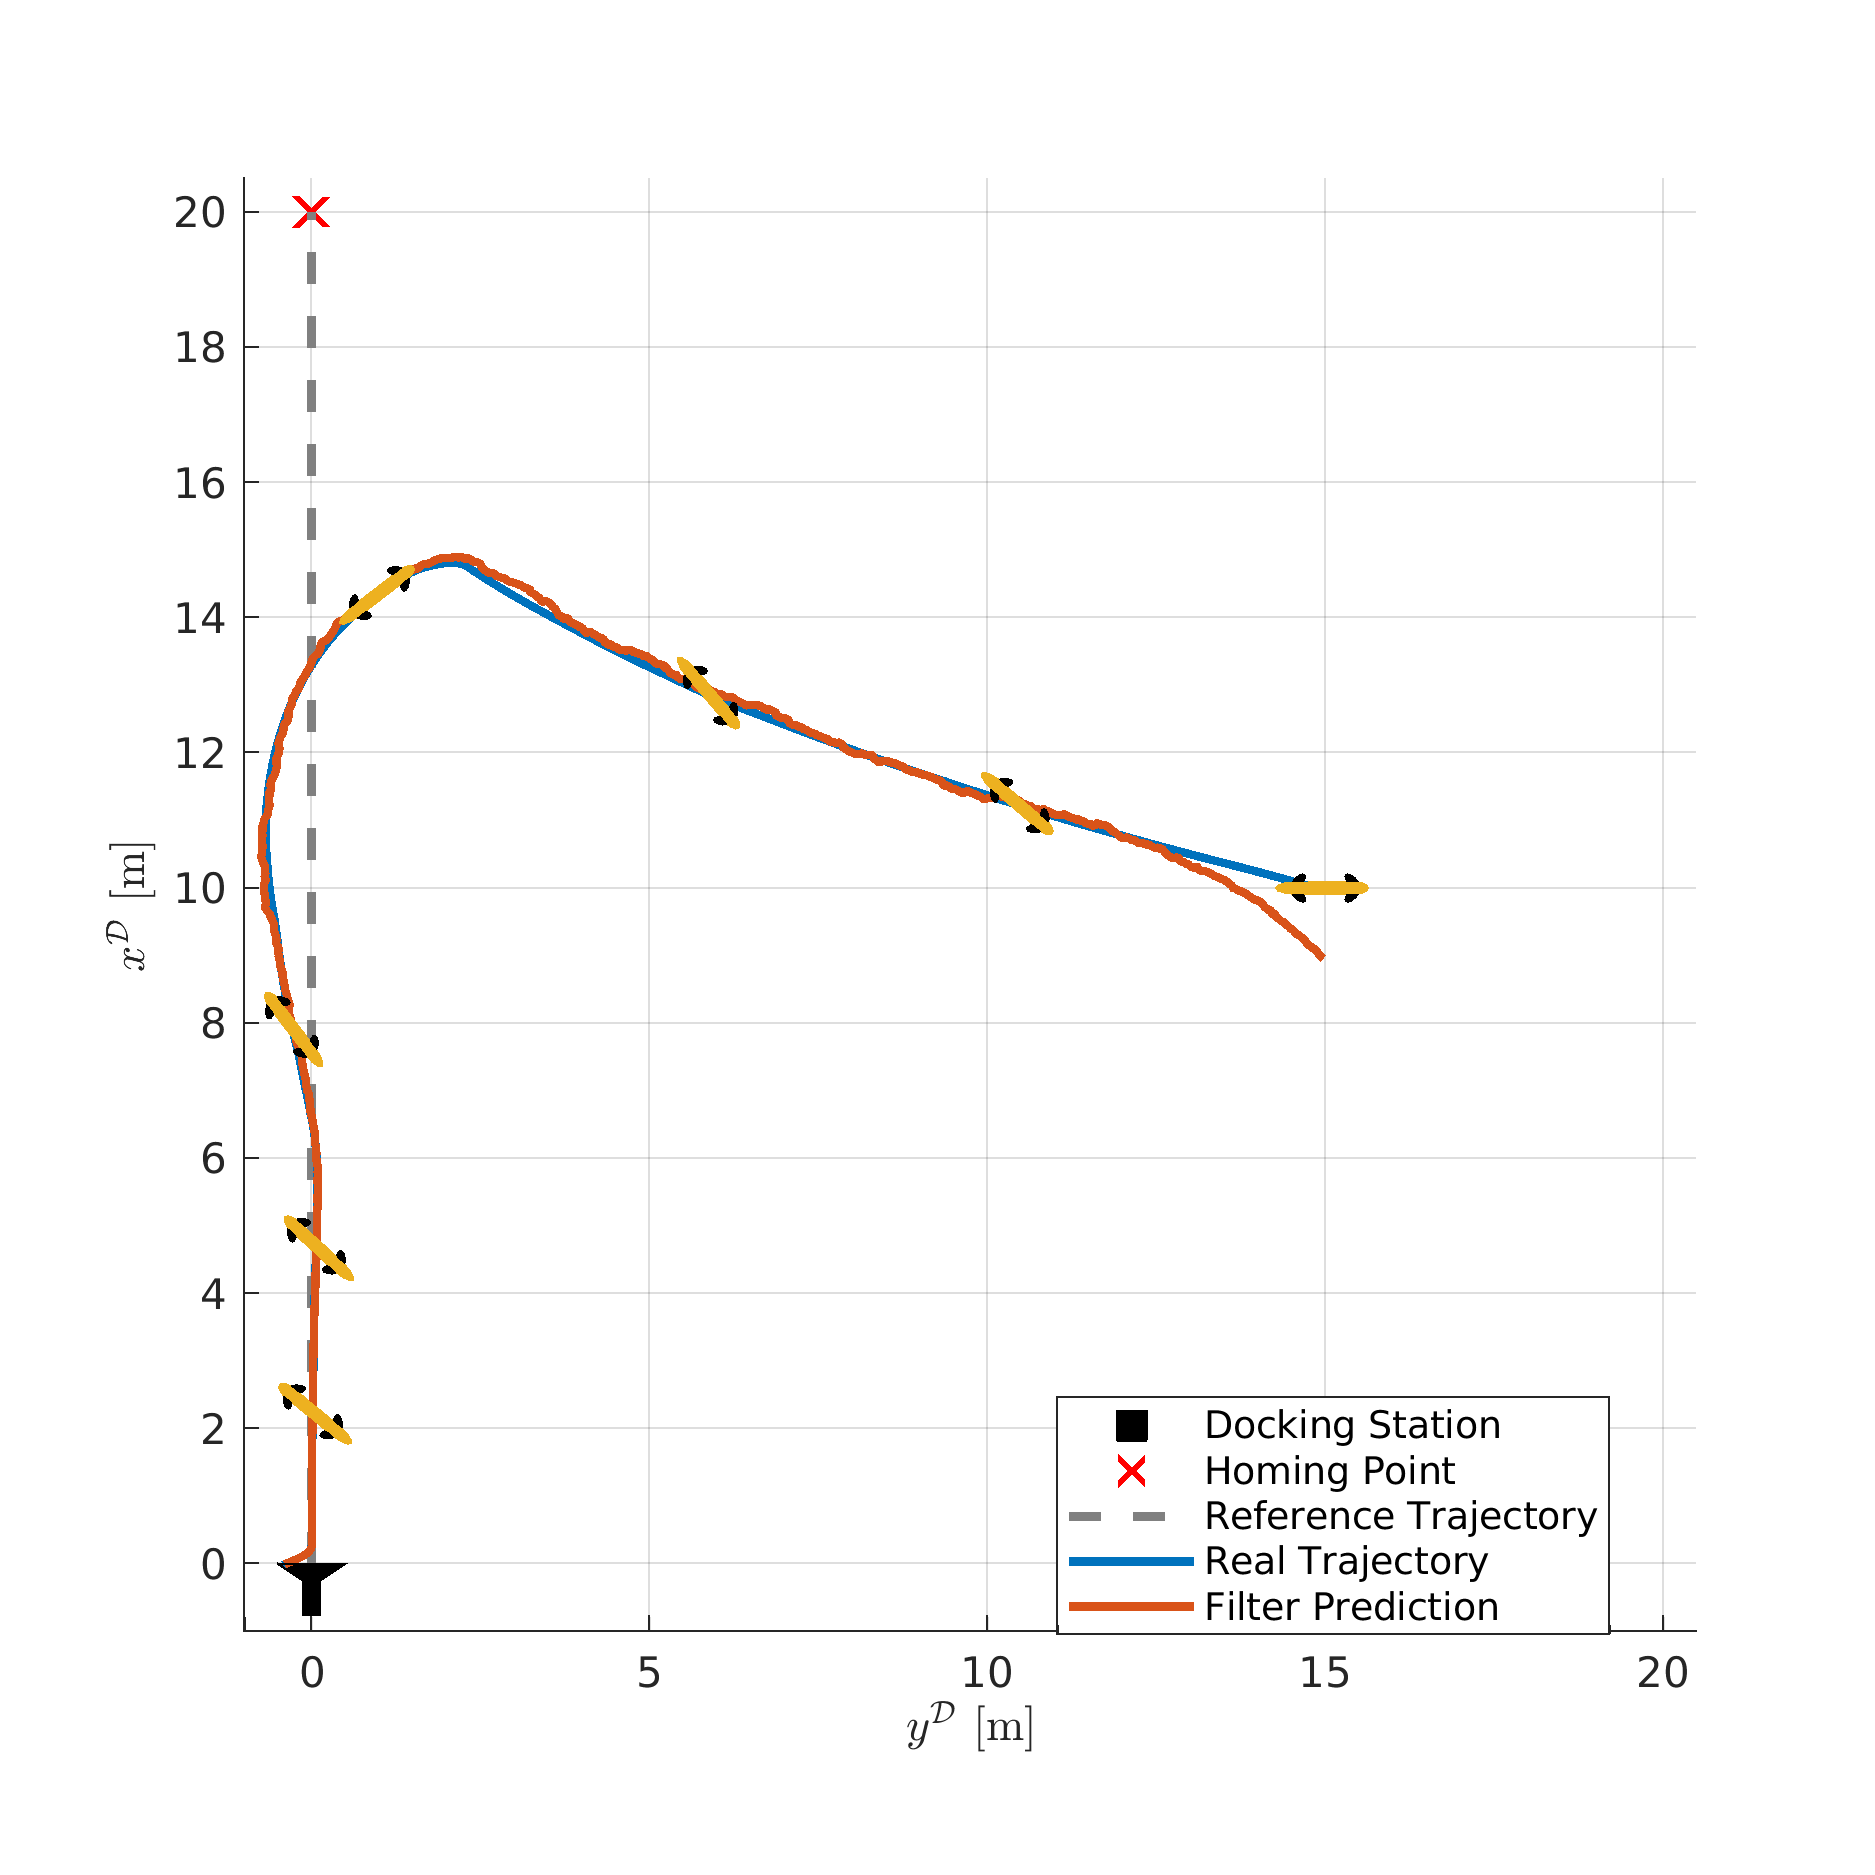 20
18
16
14
12
10
8
6
4
2
0
x^𝒟 [m]
Docking Station
Homing Point
Reference Trajectory
Real Trajectory
Filter Prediction
0 5 10 15 20
y^𝒟 [m]